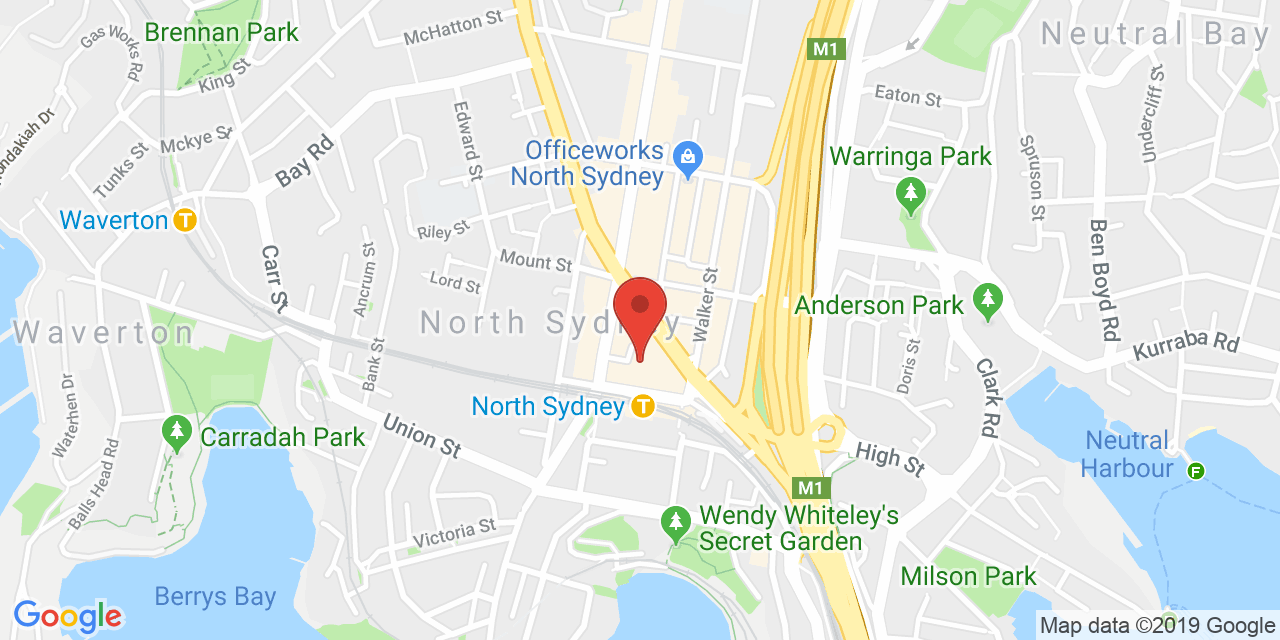 Brennan Park
McHatton St
M1
Neutral Bay
Gas Works Rd
King St
Eaton St
Edward St
Mckye St
Bay Rd
Tunks St
Officeworks
North Sydney
Warringa Park
Spruson St
Undercliff St
Waverton T
Riley St
Mount St
Ancrum St
Carr St
Lord St
Walker St
Anderson Park
Ben Boyd Rd
Waverton
North Sydney
Kurraba Rd
Bank St
Doris St
Clark Rd
Waterhen Dr
North Sydney T
Carradah Park
Union St
High St
Neutral
Harbour F
Balls Head Rd
M1
Victoria St
Wendy Whiteley's
Secret Garden
Milson Park
Berrys Bay
Google
Map data ©2019 Google